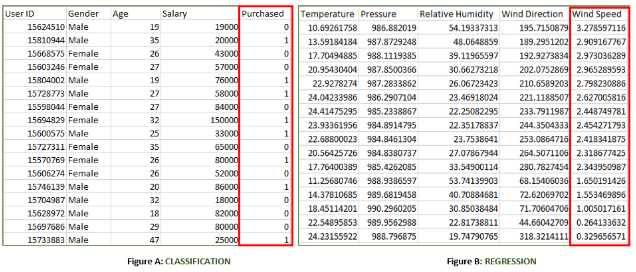 User ID Gender Age Salary Purchased
15624510 Male 19 19000 0
15810944 Male 35 20000 1
15668575 Female 26 43000 0
15603246 Female 27 57000 0
15804002 Male 19 76000 1
15728773 Male 27 58000 1
15598044 Female 27 84000 0
15694829 Female 32 150000 1
15600575 Male 25 33000 1
15727311 Female 35 65000 0
15570769 Female 26 80000 1
15606274 Female 26 52000 0
15746139 Male 20 86000 1
15704987 Male 32 18000 0
15628972 Male 18 82000 0
15697686 Male 29 80000 0
15733883 Male 47 25000 1
Figure A: CLASSIFICATION
Temperature Pressure Relative Humidity Wind Direction Wind Speed
10.69261758 986.882019 54.19337313 195.7150879 3.278597116
13.59184184 987.8729248 48.0648859 189.2951202 2.909167767
17.70494885 988.1119385 39.11965597 192.9273834 2.973036289
20.95430404 987.8500366 30.66273218 202.0752869 2.965289593
22.9278274 987.2833862 26.06723423 210.6589203 2.798230886
24.04233986 986.2907104 23.46918024 221.1188507 2.627005816
24.41475295 985.2338867 22.25082295 233.7911987 2.448749781
23.93361956 984.8914795 22.35178837 244.3504333 2.454271793
22.68800023 984.8461304 23.7538641 253.0864716 2.418341875
20.56425726 984.8380737 27.07867944 264.5071106 2.318677425
17.76400389 985.4262085 33.54900114 280.7827454 2.343950987
11.25680746 988.9386597 53.74139903 68.15406036 1.650191426
14.37810685 989.6819458 40.70884681 72.62069702 1.553469896
18.45114201 990.2960205 30.85038484 71.70604706 1.005017161
22.54895853 989.9562988 22.81738811 44.66042709 0.264133632
24.23155922 988.796875 19.74790765 318.3214111 0.329656571
Figure B: REGRESSION